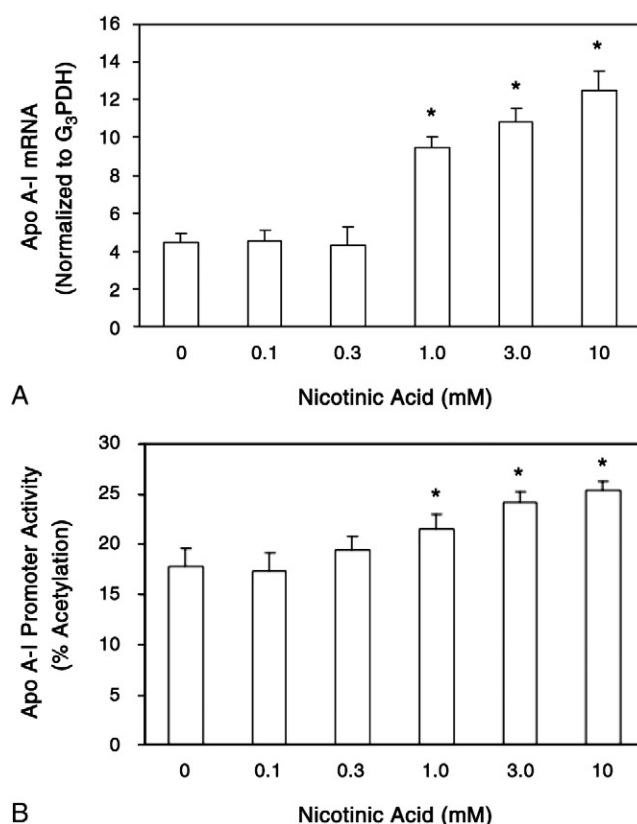 16
14
12
10
8
6
4
2
0
Apo A-I mRNA
(Normalized to G₃PDH)
*
*
*
0 0.1 0.3 1.0 3.0 10
Nicotinic Acid (mM)
A
30
25
20
15
10
5
0
Apo A-I Promoter Activity
(% Acetylation)
*
*
*
0 0.1 0.3 1.0 3.0 10
Nicotinic Acid (mM)
B